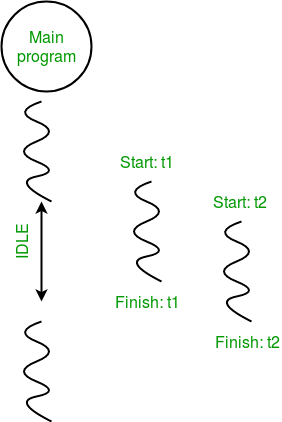 Main
program
Start: t1
Start: t2
IDLE
Finish: t1
Finish: t2